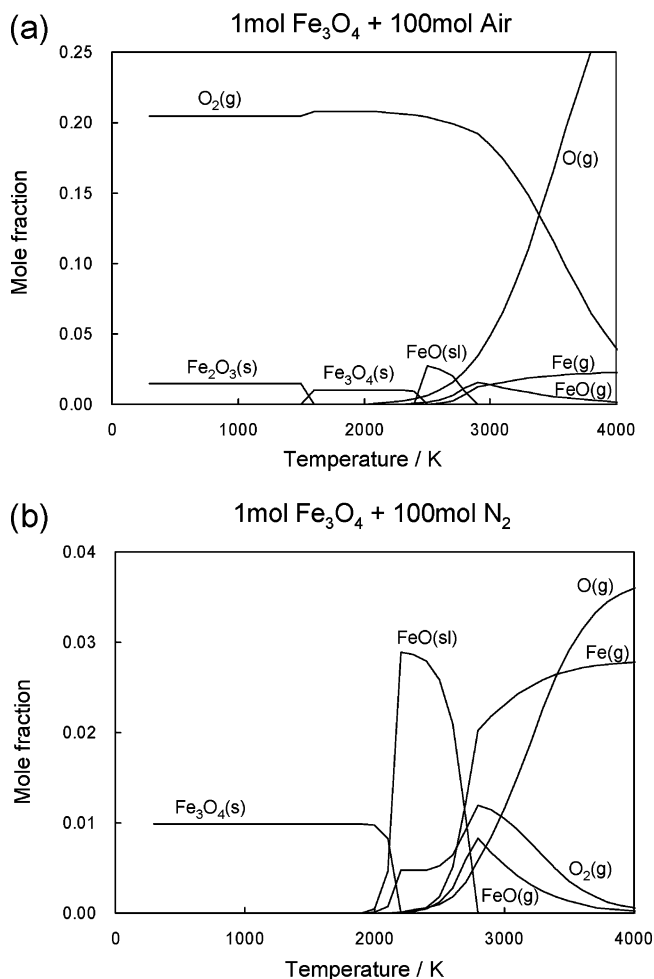 (a)
1mol Fe₃O₄ + 100mol Air
0.25
0.20
0.15
0.10
0.05
0.00
Mole fraction
O₂(g)
O(g)
Fe₂O₃(s)
Fe₃O₄(s)
FeO(sl)
Fe(g)
FeO(g)
0 1000 2000 3000 4000
Temperature / K
(b)
1mol Fe₃O₄ + 100mol N₂
0.04
0.03
0.02
0.01
0.00
Mole fraction
O(g)
FeO(sl)
Fe(g)
Fe₃O₄(s)
O₂(g)
FeO(g)
0 1000 2000 3000 4000
Temperature / K